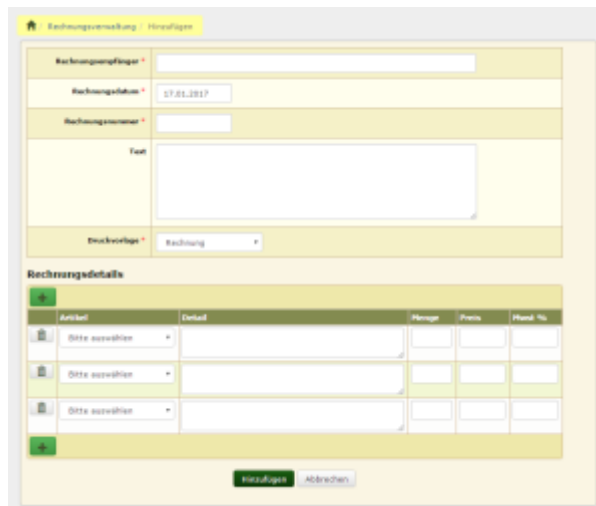 / Rechnungsverwaltung / Hinzufügen
Rechnungsempfänger *
Rechnungsdatum * 17.01.2017
Rechnungsnummer *
Text
Druckvorlage * Rechnung
Rechnungsdetails
+
Artikel Detail Menge Preis Mwst %
Bitte auswählen
Bitte auswählen
Bitte auswählen
+
Hinzufügen Abbrechen